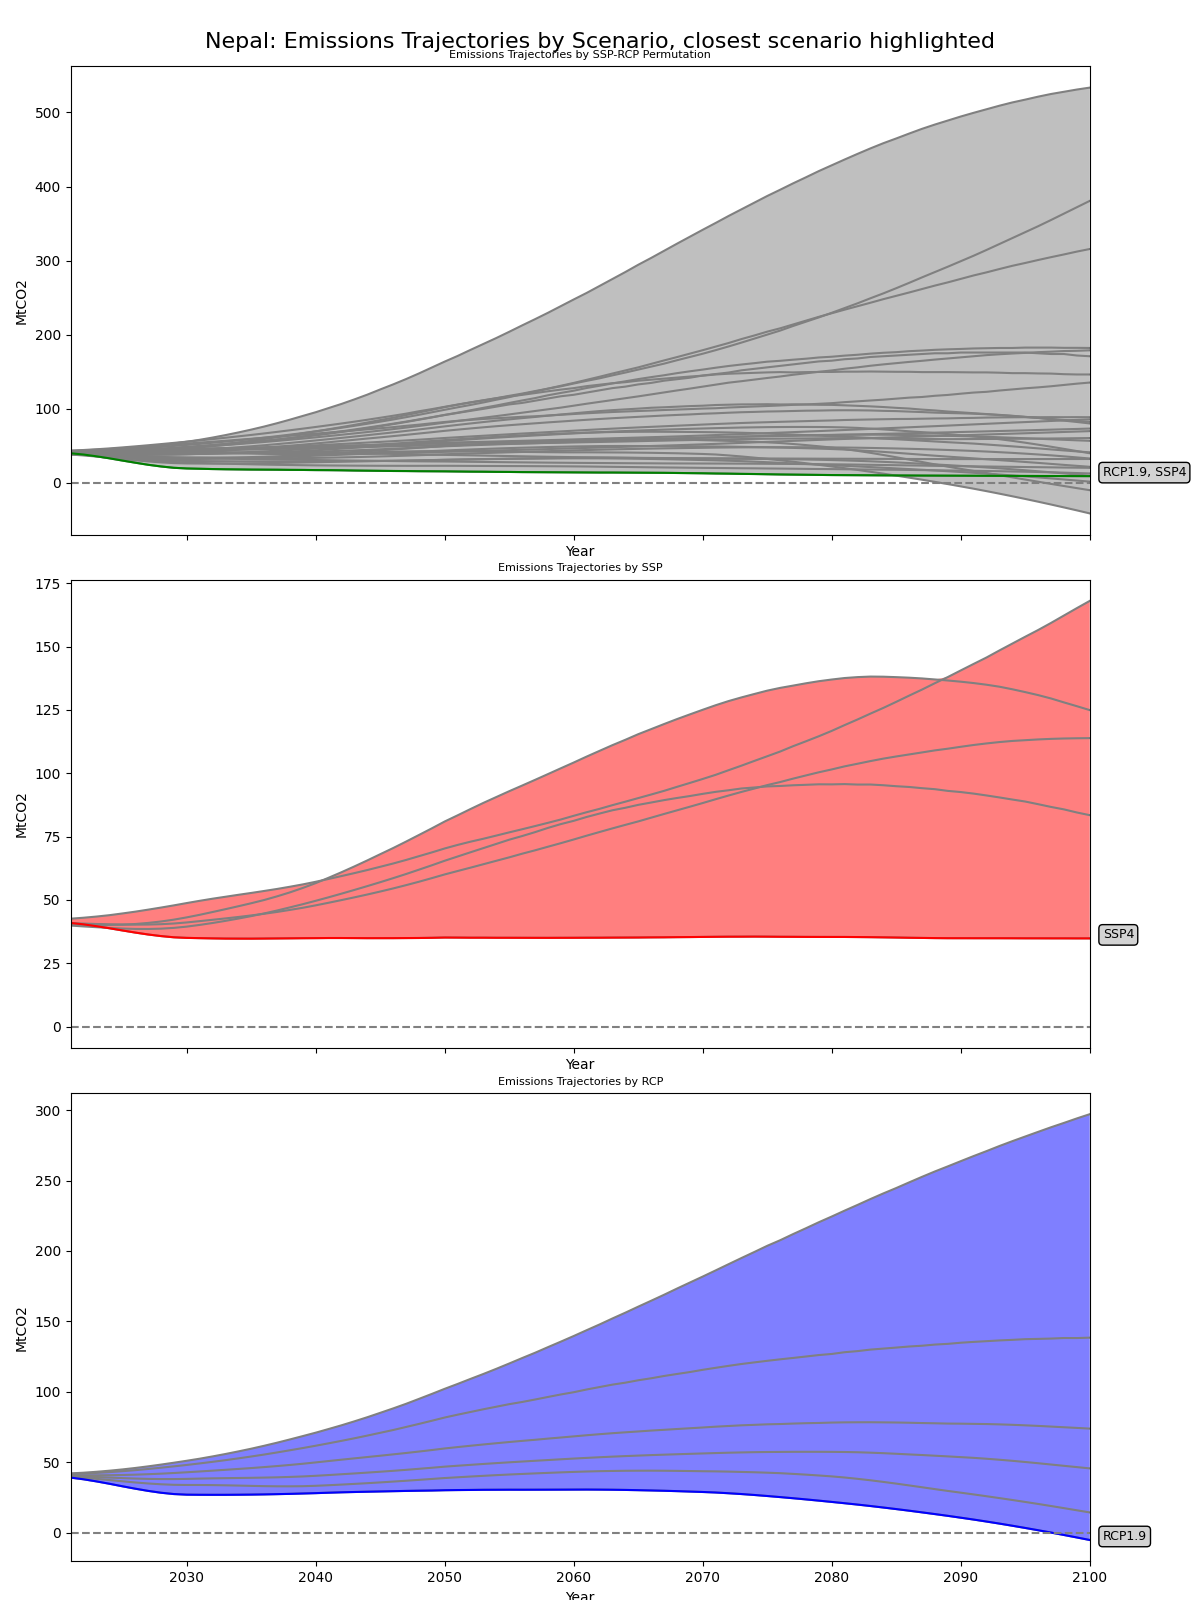 Nepal: Emissions Trajectories by Scenario, closest scenario highlighted
Emissions Trajectories by SSP-RCP Permutation
500
400
300
200
100
0
MtCO2
RCP1.9, SSP4
Year
Emissions Trajectories by SSP
175
150
125
100
75
50
25
0
MtCO2
SSP4
Year
Emissions Trajectories by RCP
300
250
200
150
100
50
0
MtCO2
RCP1.9
2030 2040 2050 2060 2070 2080 2090 2100
Year